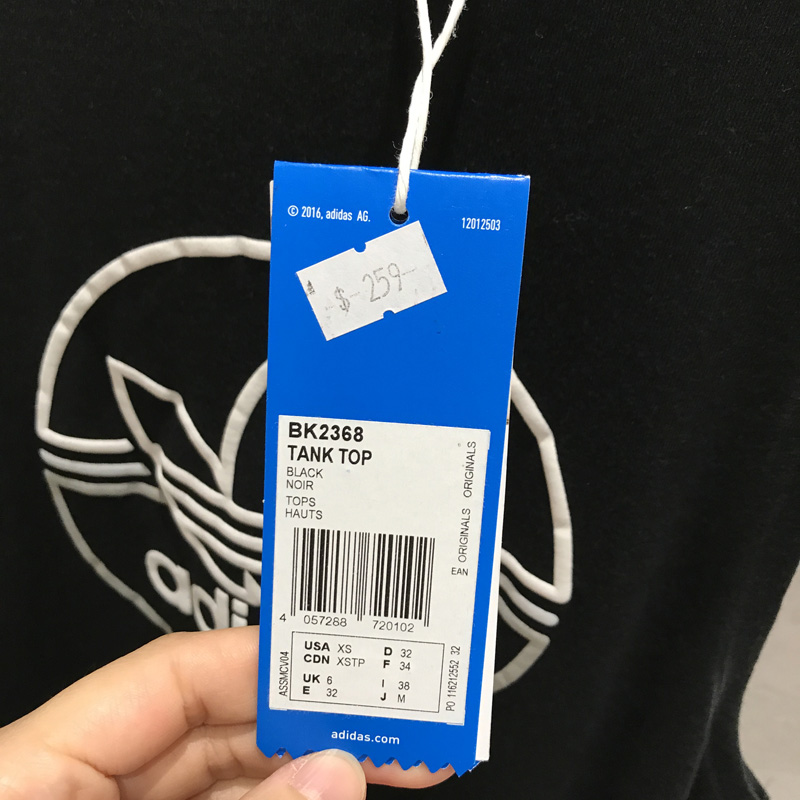 © 2016, adidas AG.
12012503
$-259-
BK2368
TANK TOP
BLACK
NOIR
TOPS
HAUTS
ORIGINALS
ORIGINALS
EAN
4 057288 720102
ASSMCV04
USA XS D 32
CDN XSTP F 34
UK 6 I 38
E 32 J M
PO 116212552 32
adidas.com
adi